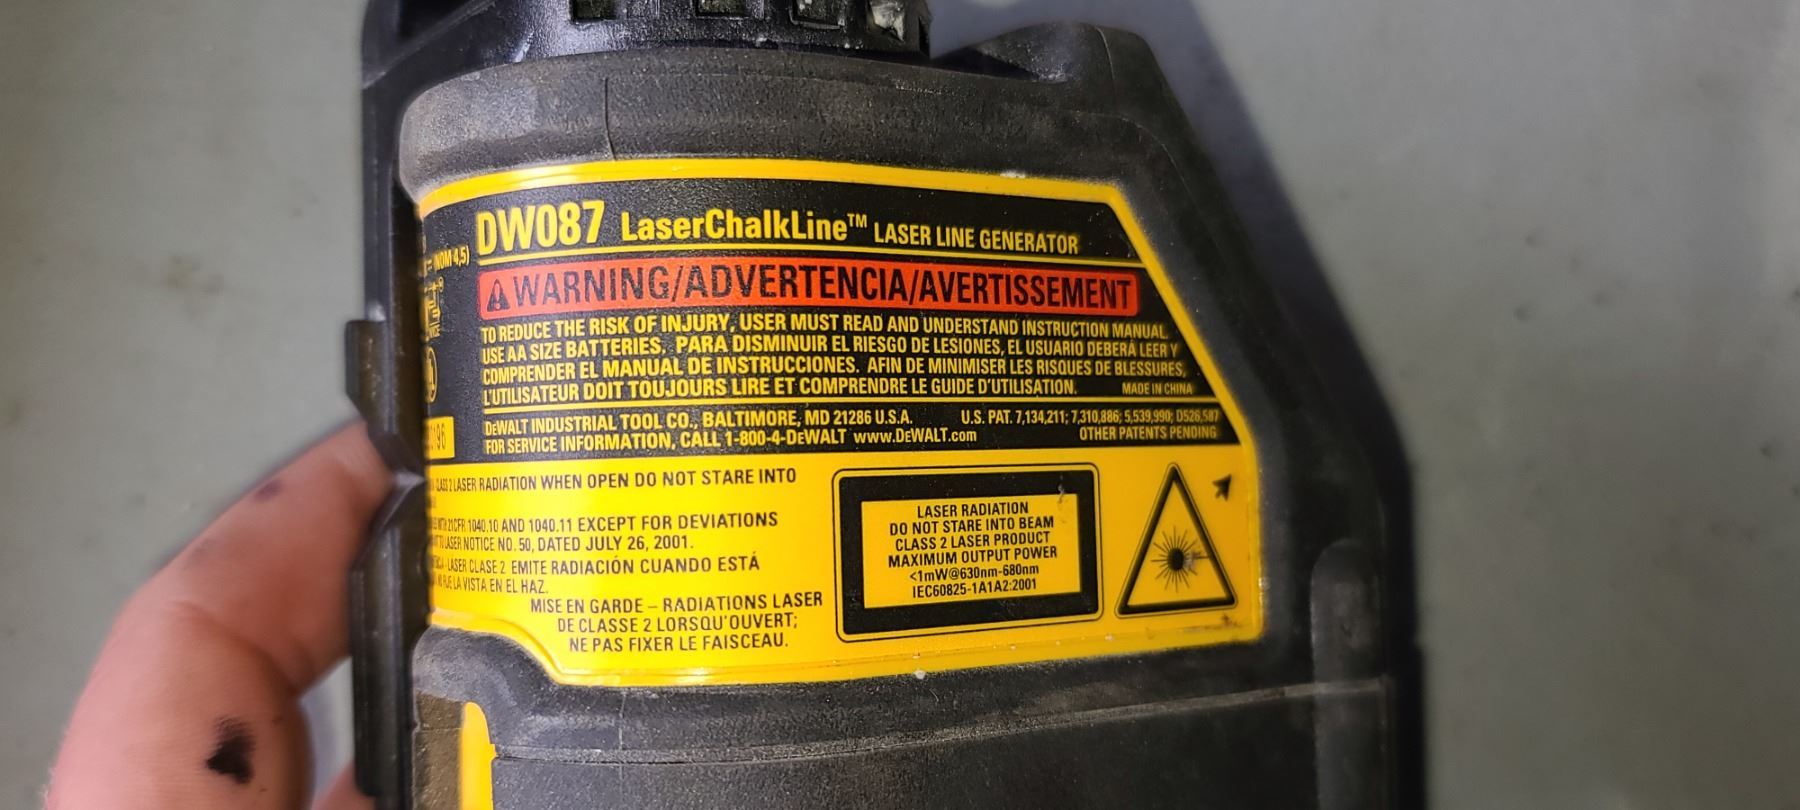 DW087 LaserChalkLine™ LASER LINE GENERATOR
(NOM 4,5)
WARNING/ADVERTENCIA/AVERTISSEMENT
TO REDUCE THE RISK OF INJURY, USER MUST READ AND UNDERSTAND INSTRUCTION MANUAL.
USE AA SIZE BATTERIES. PARA DISMINUIR EL RIESGO DE LESIONES, EL USUARIO DEBERÁ LEER Y
COMPRENDER EL MANUAL DE INSTRUCCIONES. AFIN DE MINIMISER LES RISQUES DE BLESSURES,
L'UTILISATEUR DOIT TOUJOURS LIRE ET COMPRENDRE LE GUIDE D'UTILISATION. MADE IN CHINA
DEWALT INDUSTRIAL TOOL CO., BALTIMORE, MD 21286 U.S.A. U.S. PAT. 7,134,211; 7,310,886; 5,539,990; D526,587
FOR SERVICE INFORMATION, CALL 1-800-4-DEWALT www.DEWALT.com OTHER PATENTS PENDING
CLASS 2 LASER RADIATION WHEN OPEN DO NOT STARE INTO
21CFR 1040.10 AND 1040.11 EXCEPT FOR DEVIATIONS
LASER NOTICE NO. 50, DATED JULY 26, 2001.
LASER CLASE 2 EMITE RADIACIÓN CUANDO ESTÁ
LA VISTA EN EL HAZ.
MISE EN GARDE – RADIATIONS LASER
DE CLASSE 2 LORSQU'OUVERT;
NE PAS FIXER LE FAISCEAU.
LASER RADIATION
DO NOT STARE INTO BEAM
CLASS 2 LASER PRODUCT
MAXIMUM OUTPUT POWER
<1mW@630nm-680nm
IEC60825-1A1A2:2001